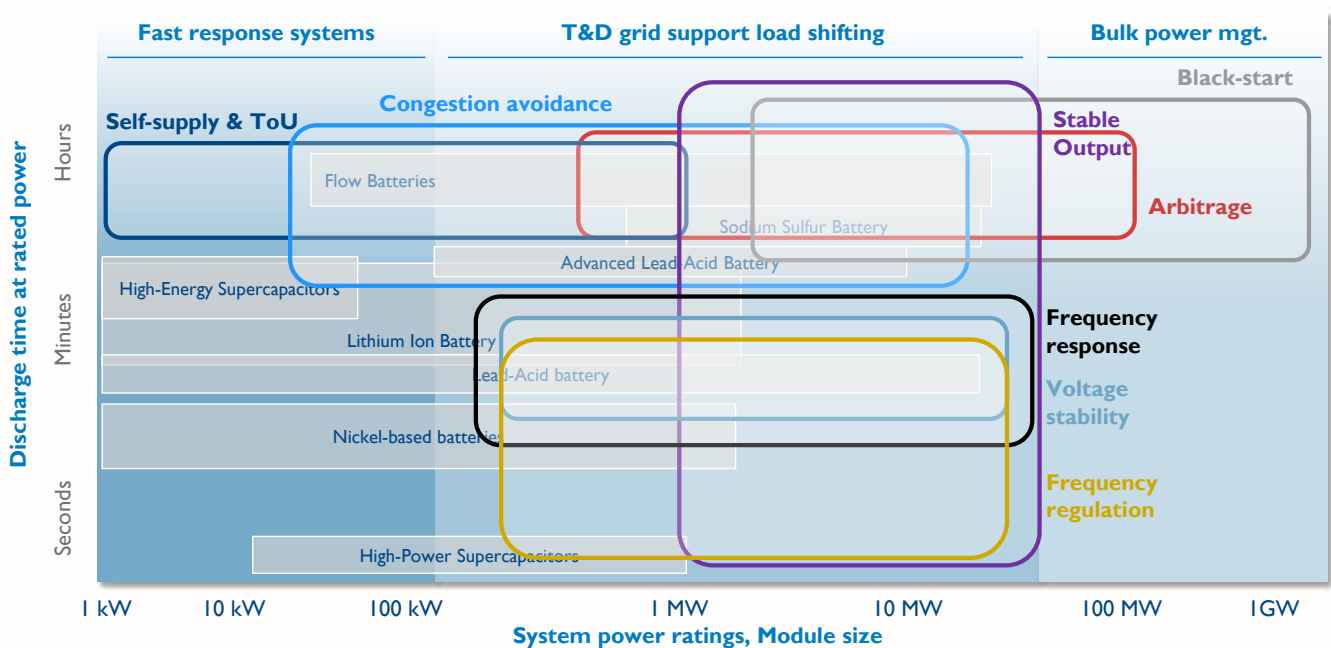 Fast response systems
T&D grid support load shifting
Bulk power mgt.
Black-start
Congestion avoidance
Self-supply & ToU
Stable
Output
Flow Batteries
Arbitrage
Sodium Sulfur Battery
Advanced Lead-Acid Battery
High-Energy Supercapacitors
Frequency
response
Lithium Ion Battery
Lead-Acid battery
Voltage
stability
Nickel-based batteries
Frequency
regulation
High-Power Supercapacitors
Discharge time at rated power
Hours
Minutes
Seconds
1 kW
10 kW
100 kW
1 MW
10 MW
100 MW
1GW
System power ratings, Module size